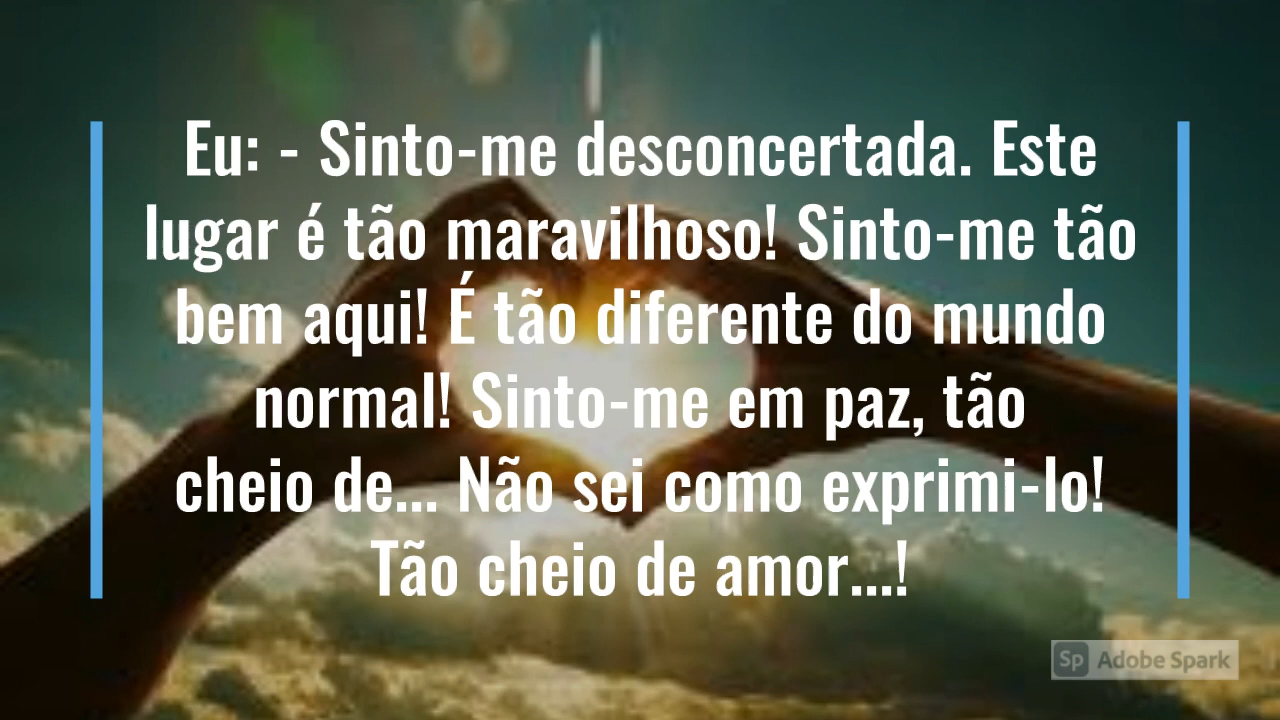 Eu: - Sinto-me desconcertada. Este
lugar é tão maravilhoso! Sinto-me tão
bem aqui! É tão diferente do mundo
normal! Sinto-me em paz, tão
cheio de... Não sei como exprimi-lo!
Tão cheio de amor...!
Sp Adobe Spark